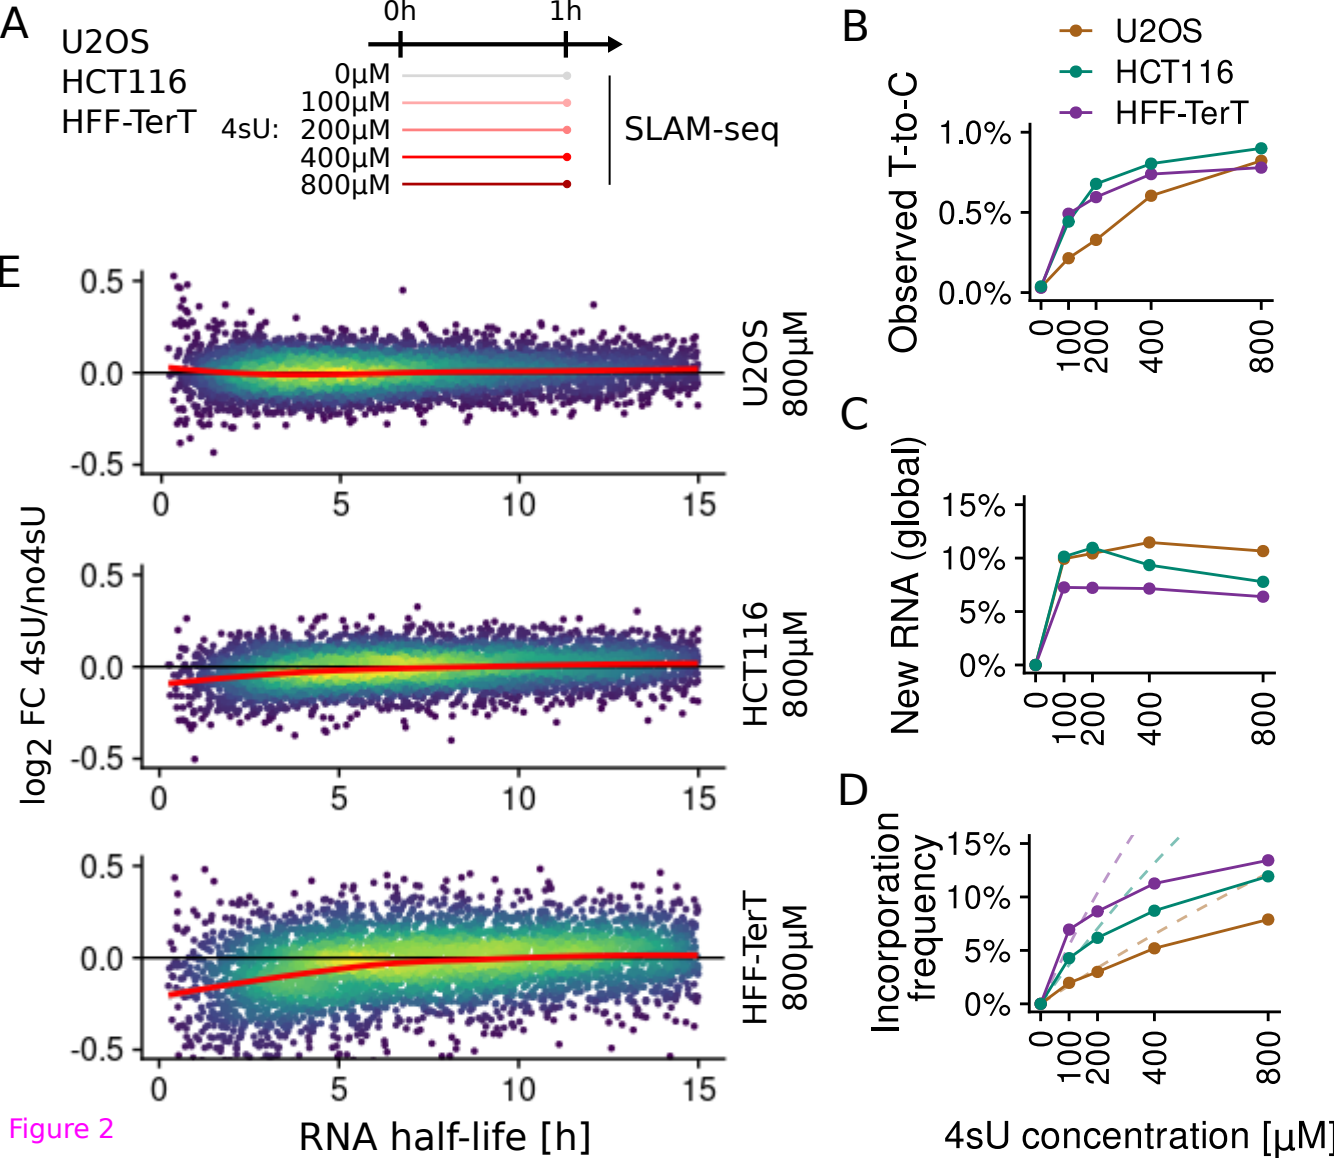 A
U2OS
HCT116
HFF-TerT
0h
1h
4sU:
0µM
100µM
200µM
400µM
800µM
SLAM-seq
B
U2OS
HCT116
HFF-TerT
Observed T-to-C
1.0%
0.5%
0.0%
0
100
200
400
800
C
New RNA (global)
15%
10%
5%
0%
0
100
200
400
800
D
Incorporation
frequency
15%
10%
5%
0%
0
100
200
400
800
4sU concentration [µM]
E
log2 FC 4sU/no4sU
0.5
0.0
-0.5
0
5
10
15
U2OS
800µM
0.5
0.0
-0.5
0
5
10
15
HCT116
800µM
0.5
0.0
-0.5
0
5
10
15
HFF-TerT
800µM
RNA half-life [h]
Figure 2